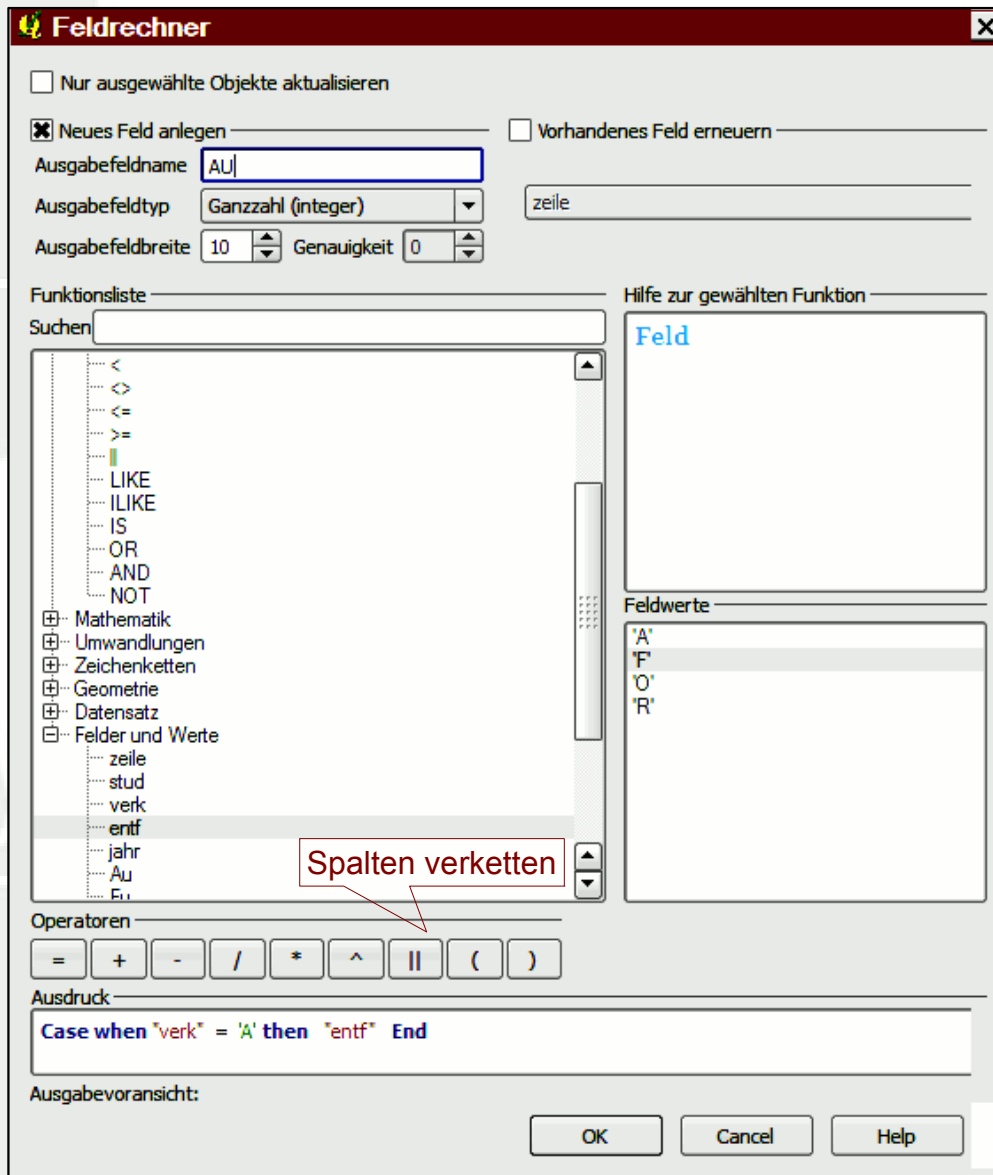 Feldrechner
Nur ausgewählte Objekte aktualisieren
Neues Feld anlegen
Vorhandenes Feld erneuern
Ausgabefeldname AU
Ausgabefeldtyp Ganzzahl (integer)
zeile
Ausgabefeldbreite 10 Genauigkeit 0
Funktionsliste
Hilfe zur gewählten Funktion
Suchen
Feld
<
<>
<=
>=
||
LIKE
ILIKE
IS
OR
AND
NOT
Mathematik
Umwandlungen
Zeichenketten
Geometrie
Datensatz
Felder und Werte
zeile
stud
verk
entf
jahr
Au
Fu
Feldwerte
'A'
'F'
'O'
'R'
Spalten verketten
Operatoren
= + - / * ^ || ( )
Ausdruck
Case when "verk" = 'A' then "entf" End
Ausgabevoransicht:
OK Cancel Help